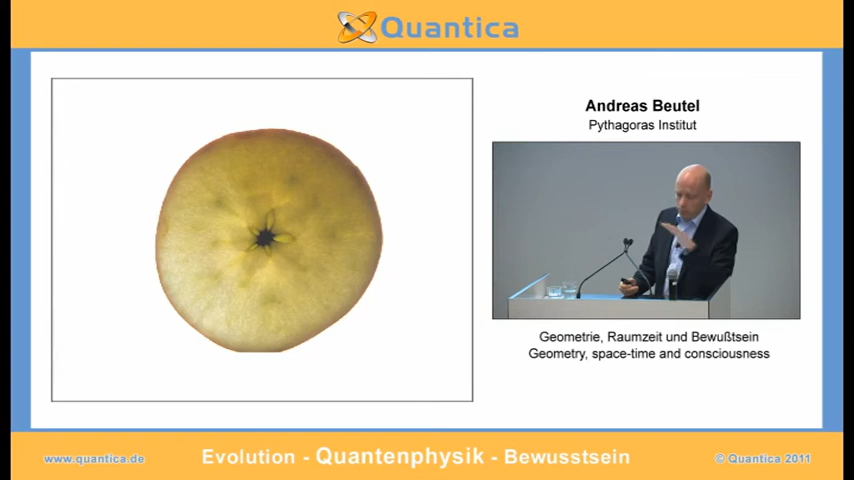 Quantica
Andreas Beutel
Pythagoras Institut
Geometrie, Raumzeit und Bewußtsein
Geometry, space-time and consciousness
www.quantica.de
Evolution - Quantenphysik - Bewusstsein
© Quantica 2011